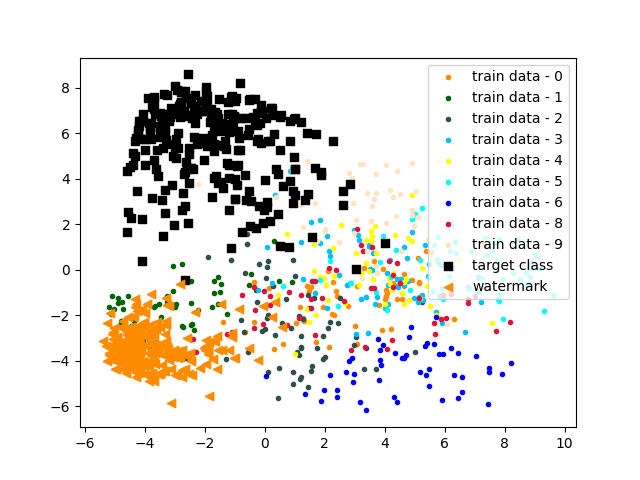 8
6
4
2
0
−2
−4
−6
−6
−4
−2
0
2
4
6
8
10
train data - 0
train data - 1
train data - 2
train data - 3
train data - 4
train data - 5
train data - 6
train data - 8
train data - 9
target class
watermark